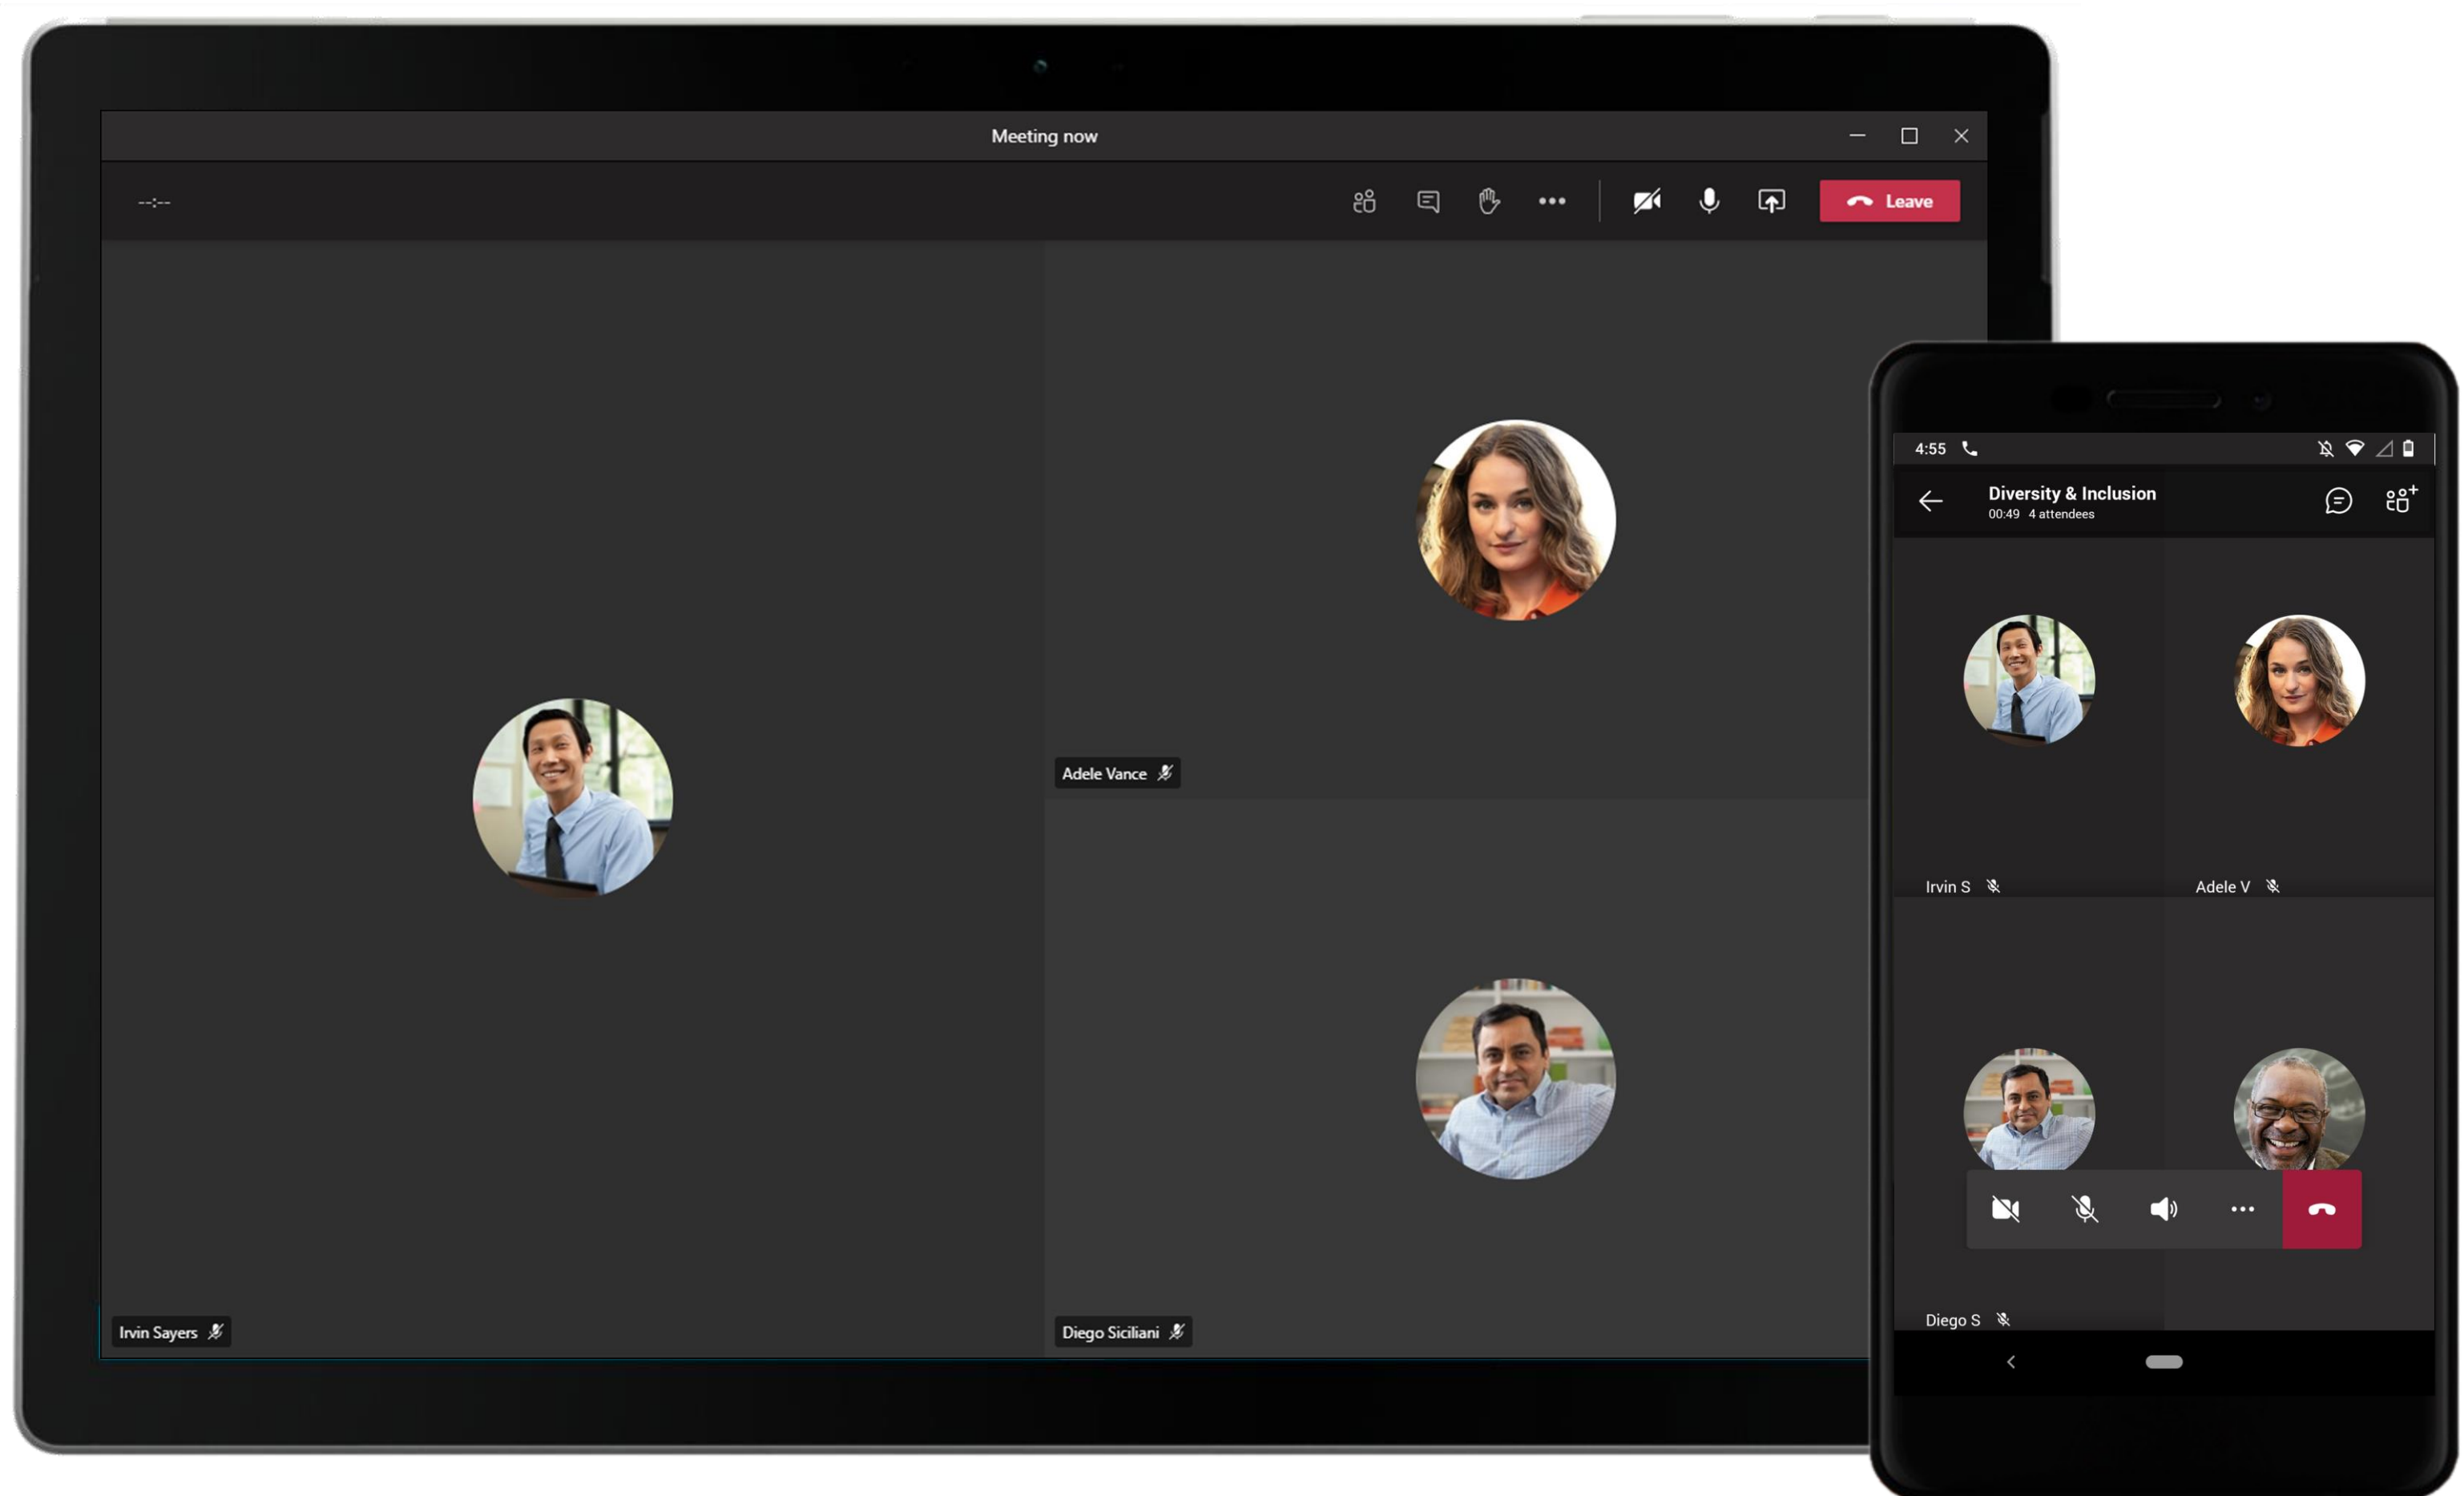 Meeting now
--:--
Leave
Adele Vance
Irvin Sayers
Diego Siciliani
4:55
Diversity & Inclusion
00:49 4 attendees
Irvin S
Adele V
Diego S